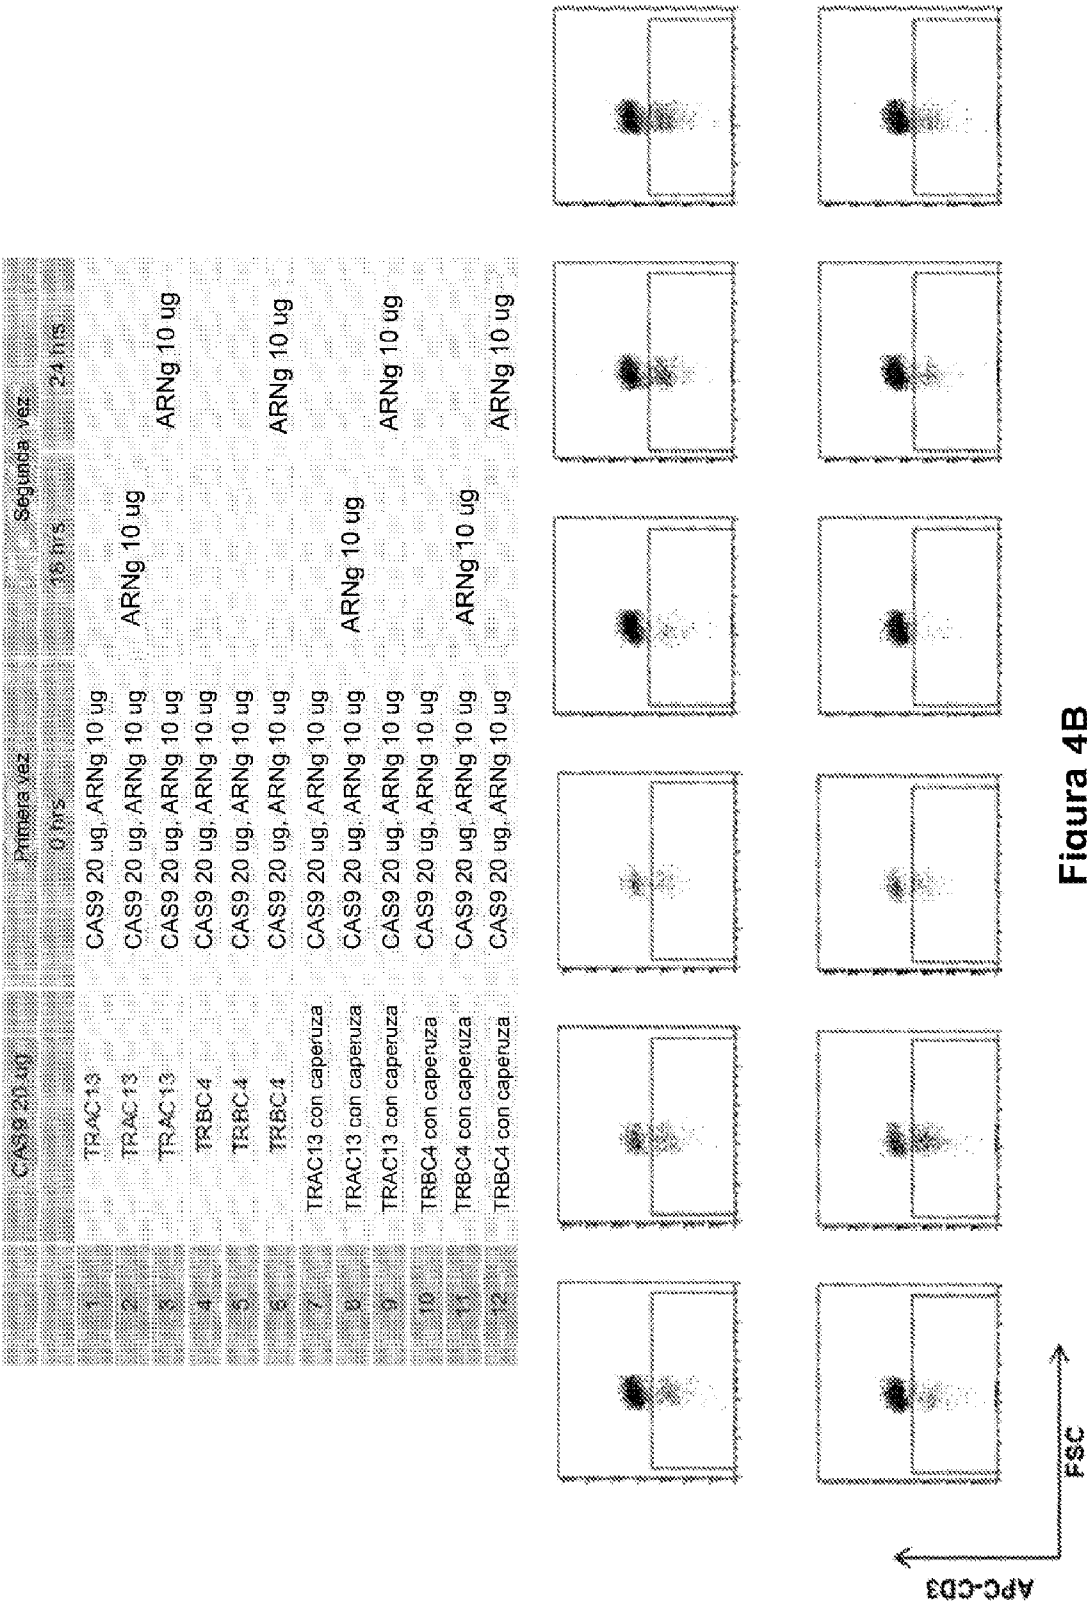 CAS9 20 ug Primera vez Segunda vez
0 hrs 18 hrs 24 hrs
1 TRAC13 CAS9 20 ug, ARNg 10 ug
2 TRAC13 CAS9 20 ug, ARNg 10 ug ARNg 10 ug
3 TRAC13 CAS9 20 ug, ARNg 10 ug ARNg 10 ug
4 TRBC4 CAS9 20 ug, ARNg 10 ug
5 TRBC4 CAS9 20 ug, ARNg 10 ug
6 TRBC4 CAS9 20 ug, ARNg 10 ug ARNg 10 ug
7 TRAC13 con caperuza CAS9 20 ug, ARNg 10 ug
8 TRAC13 con caperuza CAS9 20 ug, ARNg 10 ug ARNg 10 ug
9 TRAC13 con caperuza CAS9 20 ug, ARNg 10 ug ARNg 10 ug
10 TRBC4 con caperuza CAS9 20 ug, ARNg 10 ug
11 TRBC4 con caperuza CAS9 20 ug, ARNg 10 ug ARNg 10 ug
12 TRBC4 con caperuza CAS9 20 ug, ARNg 10 ug ARNg 10 ug
APC-CD3
FSC
Figura 4B